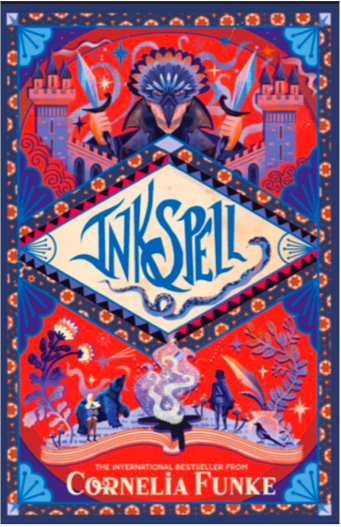 INKSPELL
THE INTERNATIONAL BESTSELLER FROM
CORNELIA FUNKE